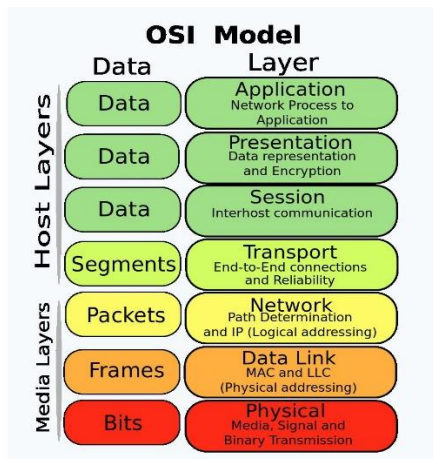 OSI Model
Data
Layer
Host Layers
Data
Application
Network Process to
Application
Data
Presentation
Data representation
and Encryption
Data
Session
Interhost communication
Segments
Transport
End-to-End connections
and Reliability
Media Layers
Packets
Network
Path Determination
and IP (Logical addressing)
Frames
Data Link
MAC and LLC
(Physical addressing)
Bits
Physical
Media, Signal and
Binary Transmission